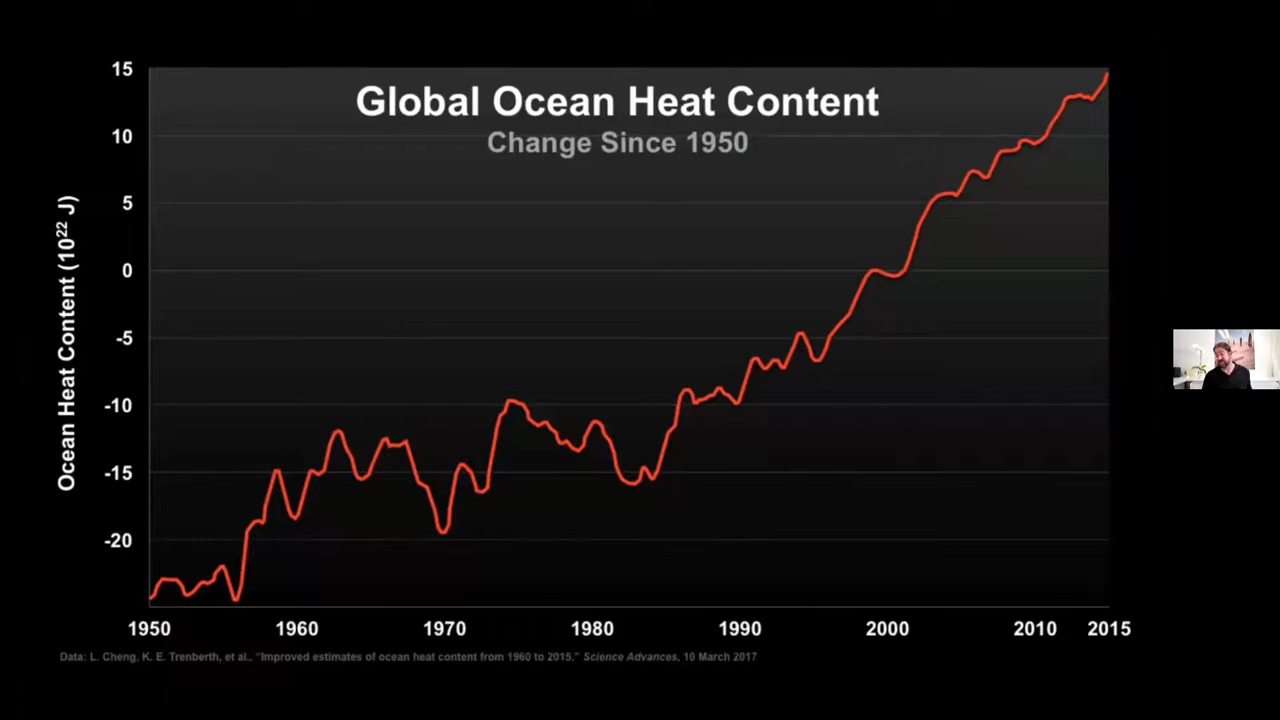 Global Ocean Heat Content
Change Since 1950
Ocean Heat Content (10²² J)
15
10
5
0
-5
-10
-15
-20
1950 1960 1970 1980 1990 2000 2010 2015
Data: L. Cheng, K. E. Trenberth, et al., "Improved estimates of ocean heat content from 1960 to 2015," Science Advances, 10 March 2017